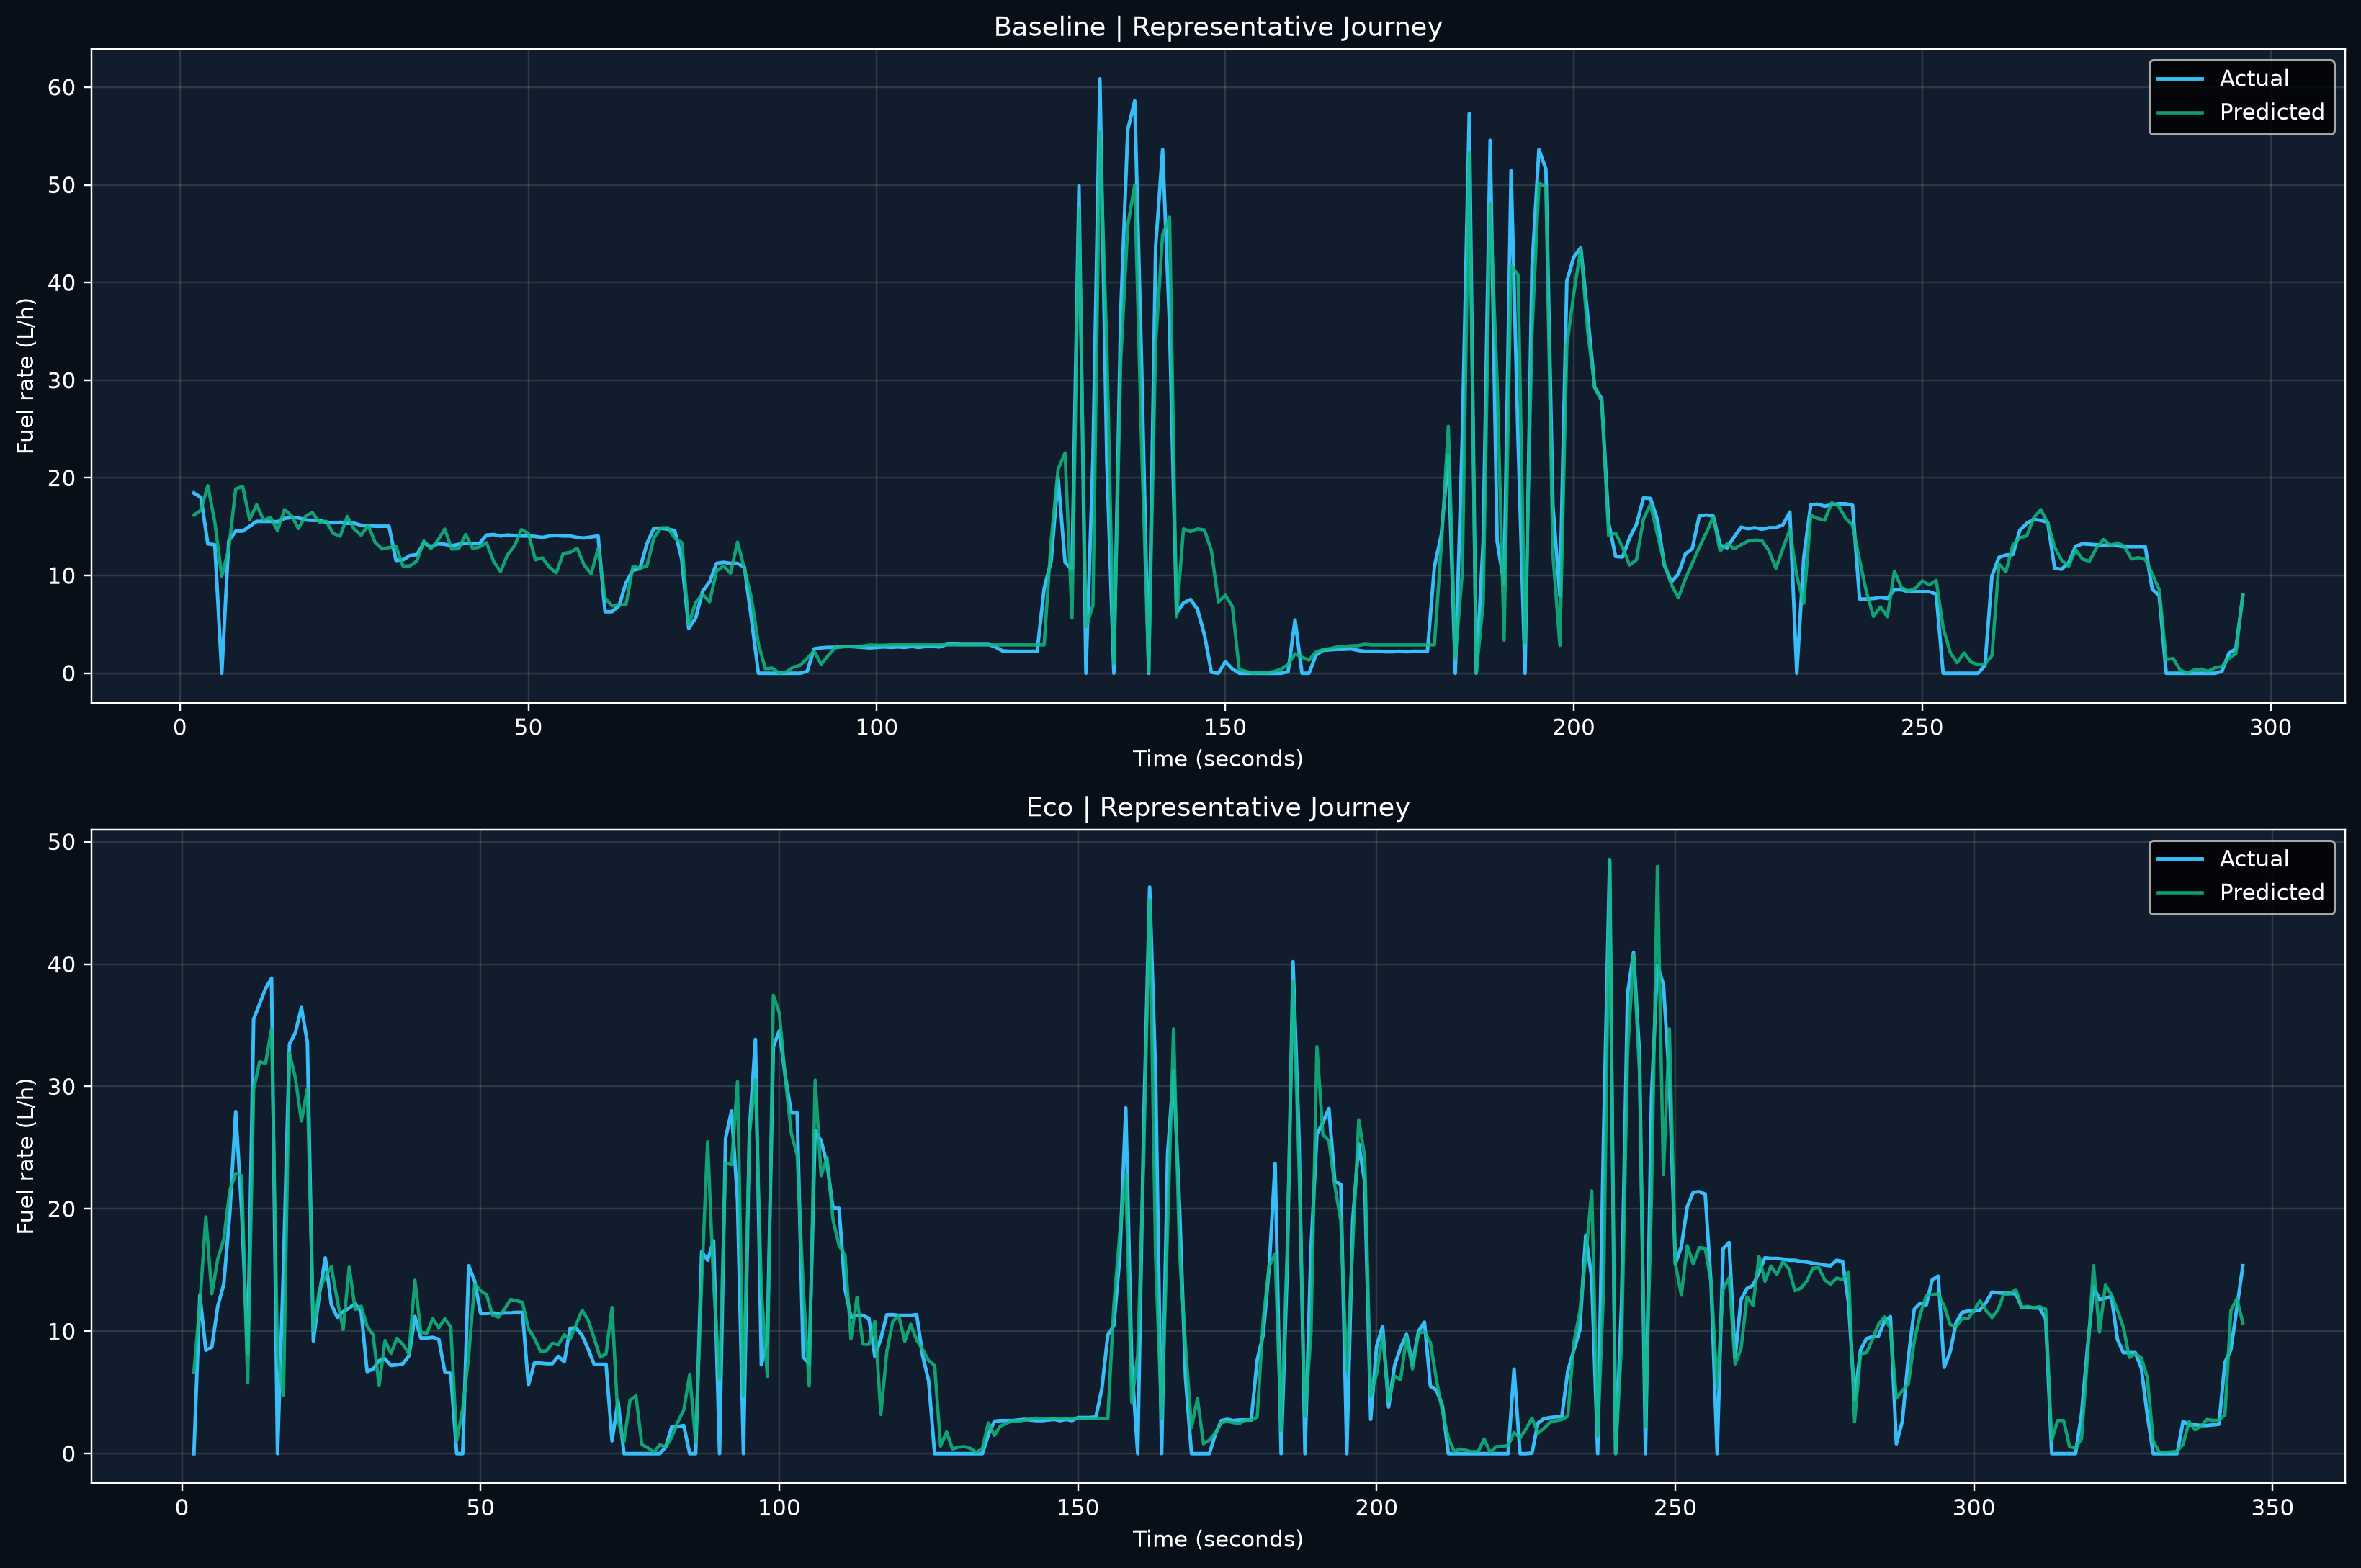 Baseline | Representative Journey
Actual
Predicted
60
50
40
30
20
10
0
Fuel rate (L/h)
0 50 100 150 200 250 300
Time (seconds)
Eco | Representative Journey
Actual
Predicted
50
40
30
20
10
0
Fuel rate (L/h)
0 50 100 150 200 250 300 350
Time (seconds)